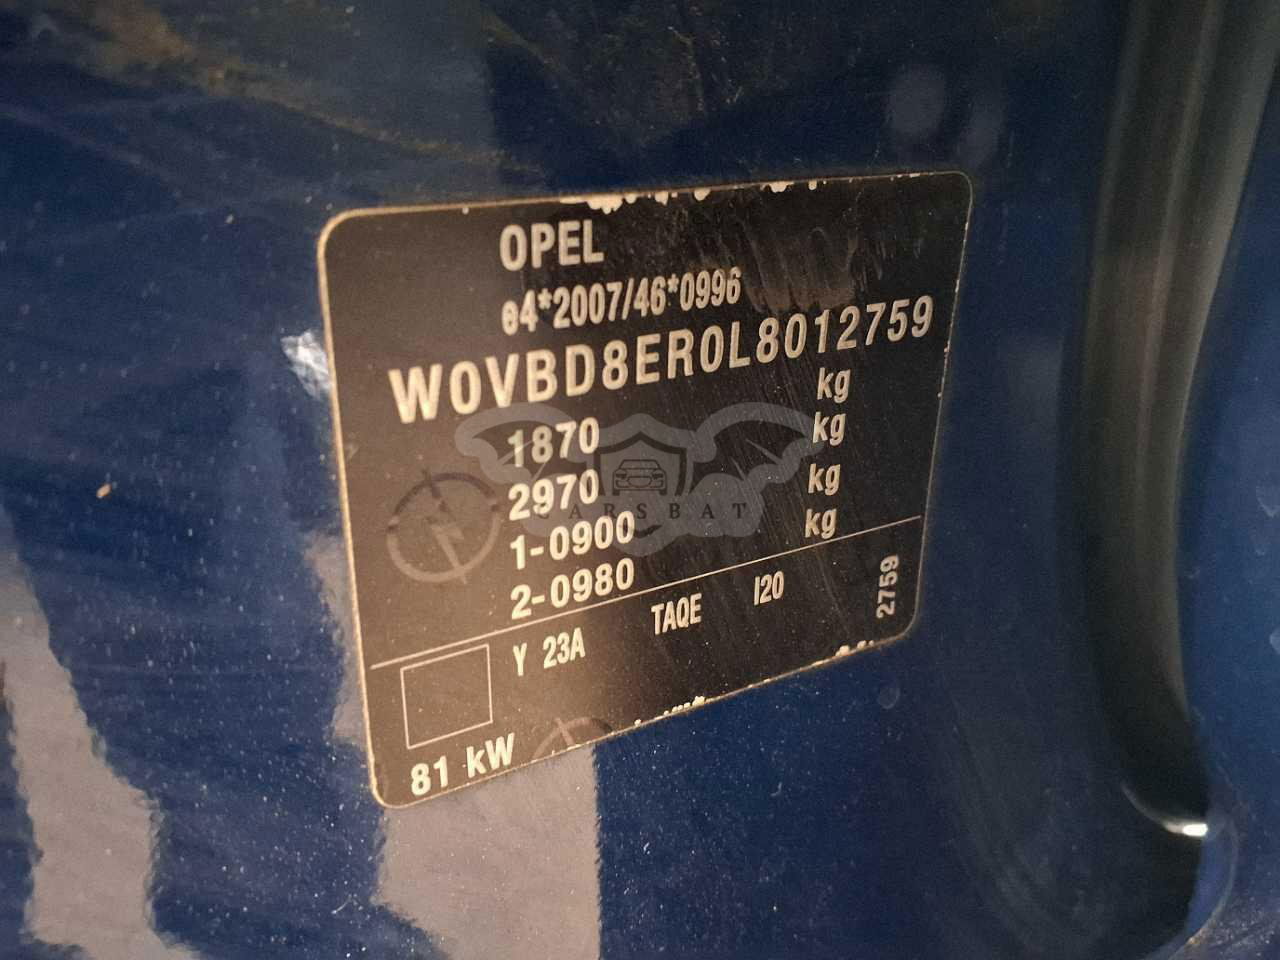 OPEL
e4*2007/46*0996
W0VBD8ER0L8012759
1870 kg
2970 kg
1-0900 kg
2-0980 kg
CARSBAT
Y 23A TAQE I20
2759
81 kW